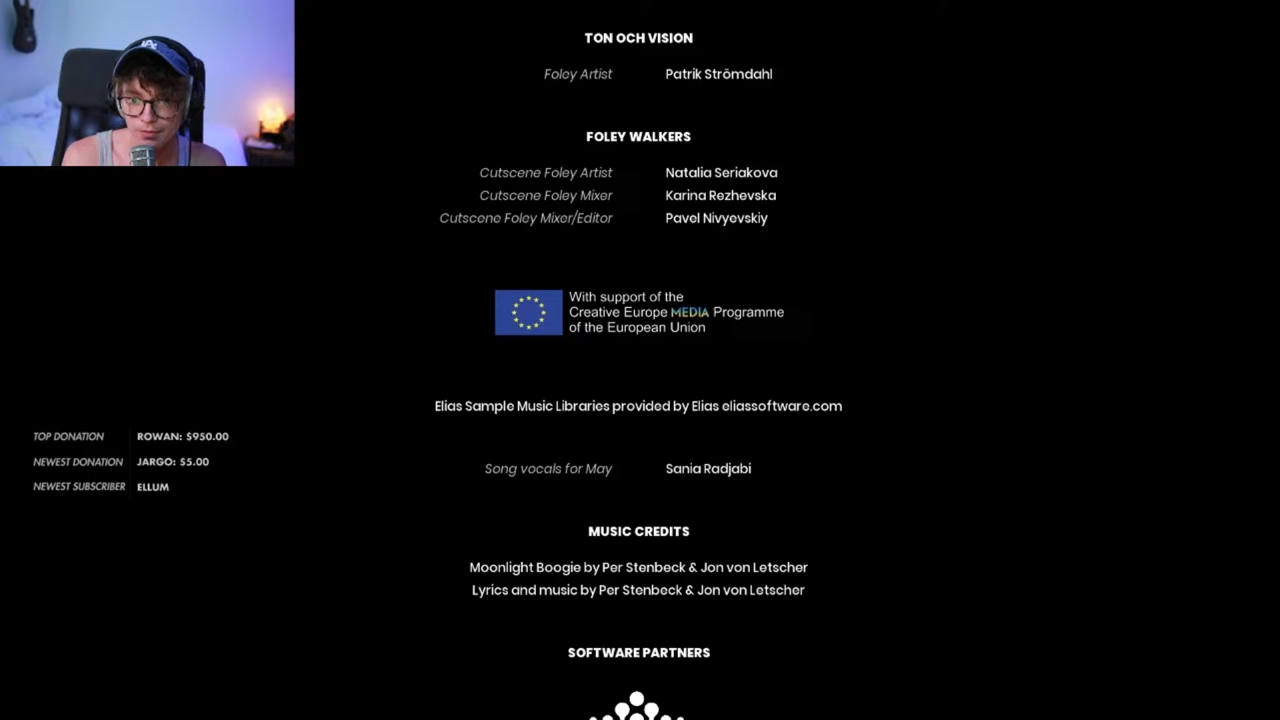 TON OCH VISION
Foley Artist Patrik Strömdahl
FOLEY WALKERS
Cutscene Foley Artist Natalia Seriakova
Cutscene Foley Mixer Karina Rezhevska
Cutscene Foley Mixer/Editor Pavel Nivyevskiy
With support of the
Creative Europe MEDIA Programme
of the European Union
Elias Sample Music Libraries provided by Elias eliassoftware.com
TOP DONATION ROWAN: $950.00
NEWEST DONATION JARGO: $5.00
NEWEST SUBSCRIBER ELLUM
Song vocals for May Sania Radjabi
MUSIC CREDITS
Moonlight Boogie by Per Stenbeck & Jon von Letscher
Lyrics and music by Per Stenbeck & Jon von Letscher
SOFTWARE PARTNERS